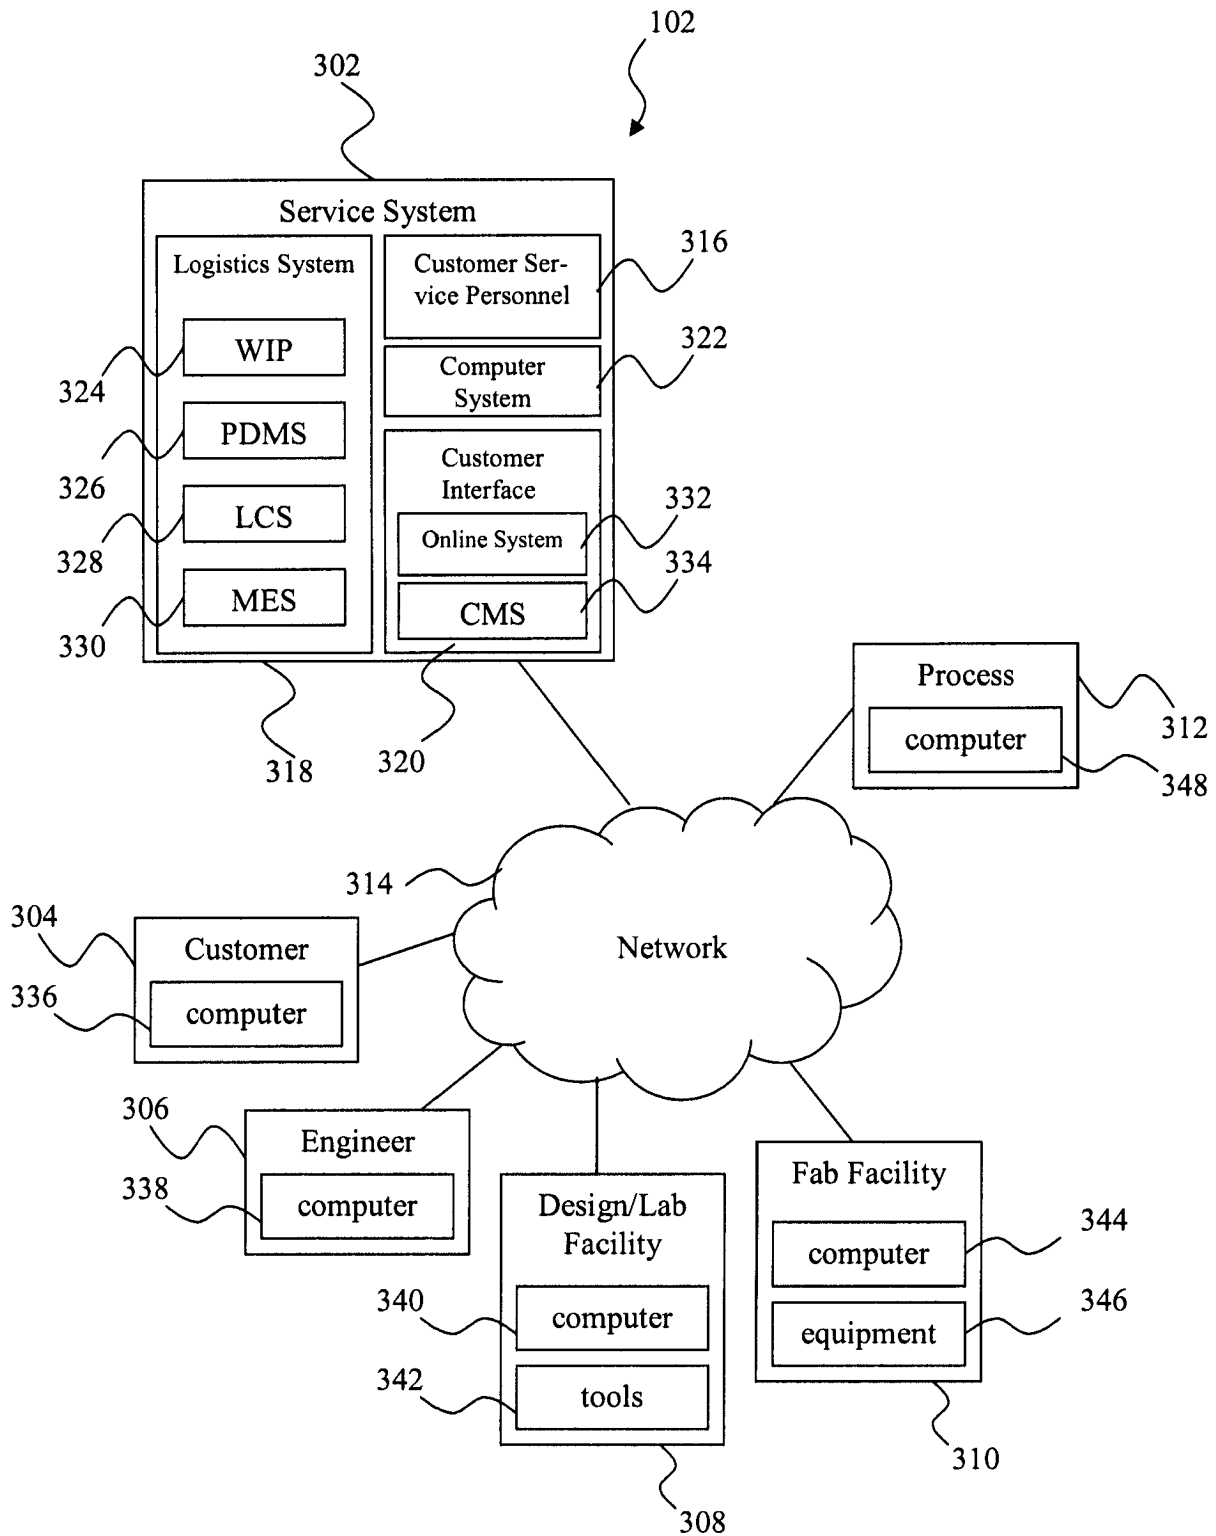 102
302
Service System
Logistics System
Customer Ser-
vice Personnel
316
WIP
324
Computer
System
322
PDMS
326
Customer
Interface
LCS
328
Online System
332
MES
330
CMS
334
318
320
Process
312
computer
348
314
Network
304
Customer
336
computer
306
Engineer
338
computer
Design/Lab
Facility
340
computer
342
tools
308
Fab Facility
computer
344
equipment
346
310